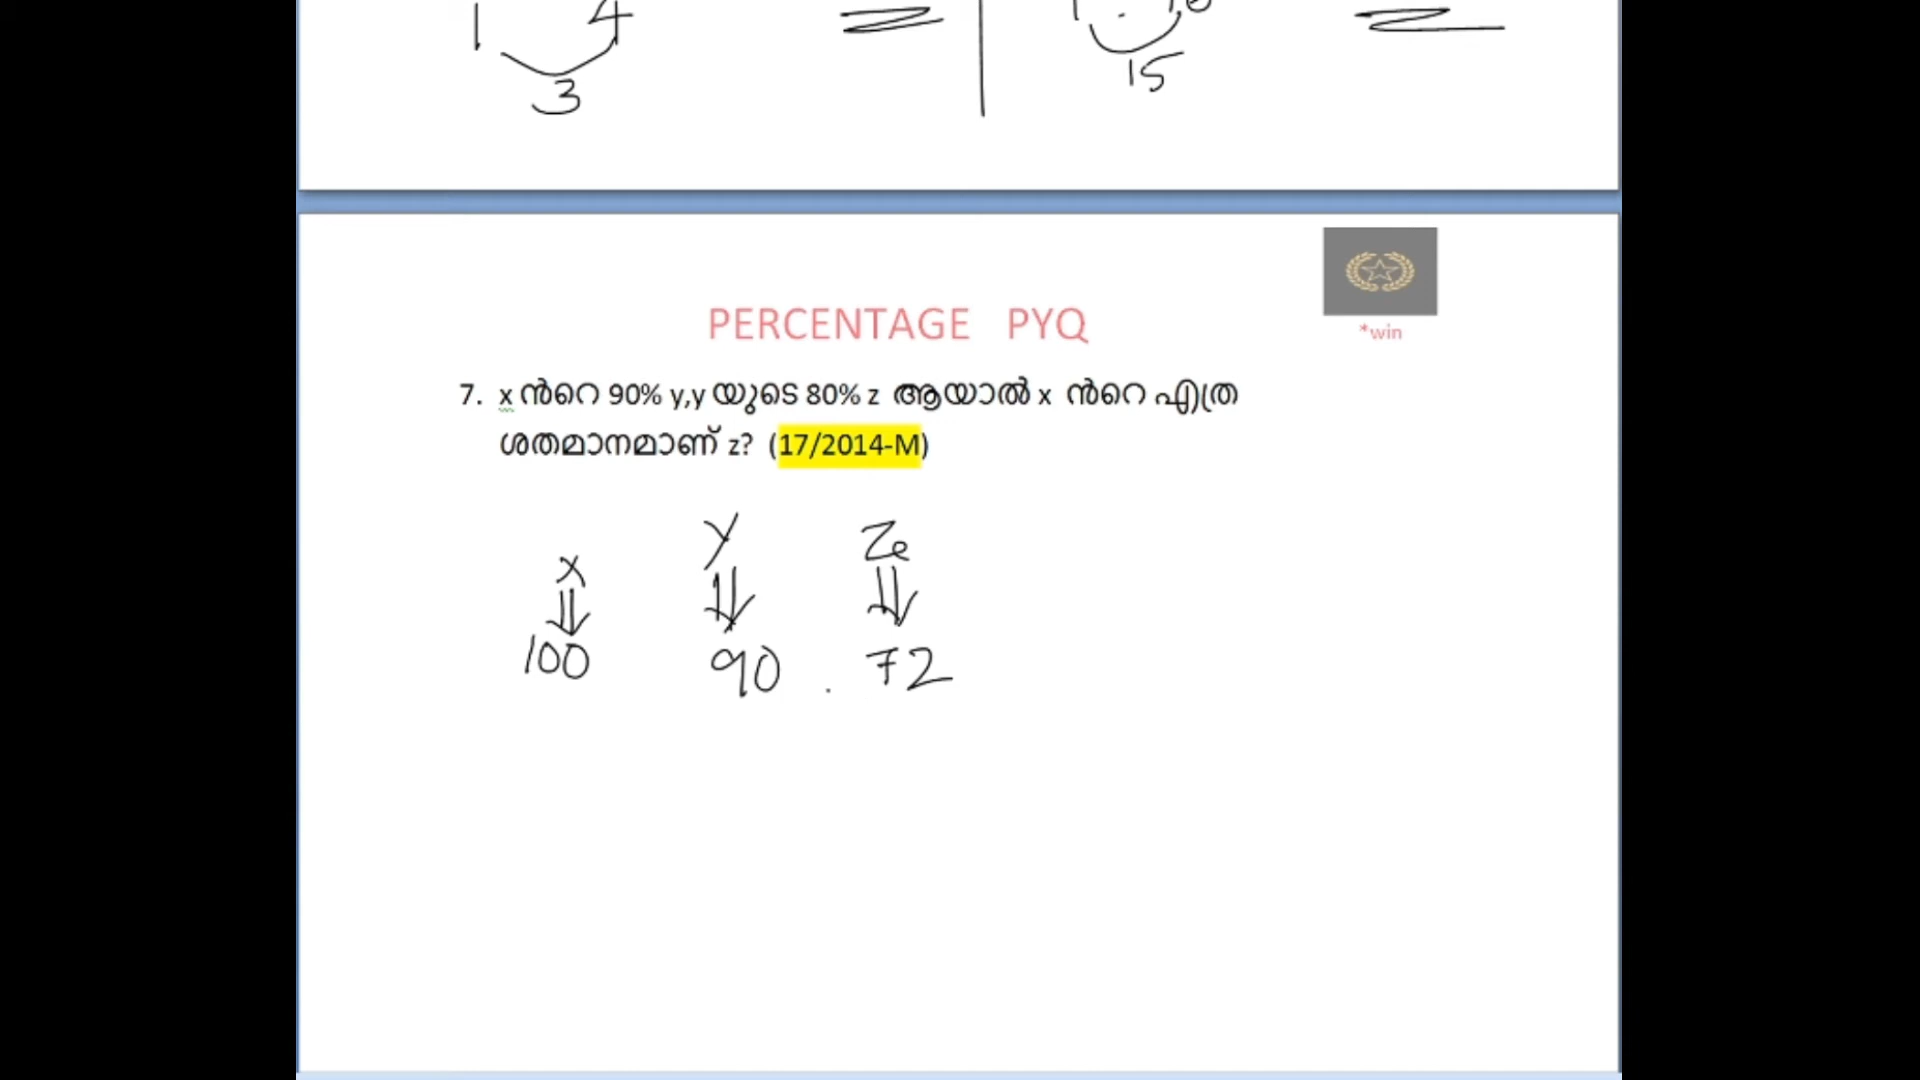 1 4
3
15
*win
PERCENTAGE PYQ
7. x ൻറെ 90% y,y യുടെ 80% z ആയാൽ x ൻറെ എത്ര
ശതമാനമാണ് z? (17/2014-M)
x y z
100 90 . 72